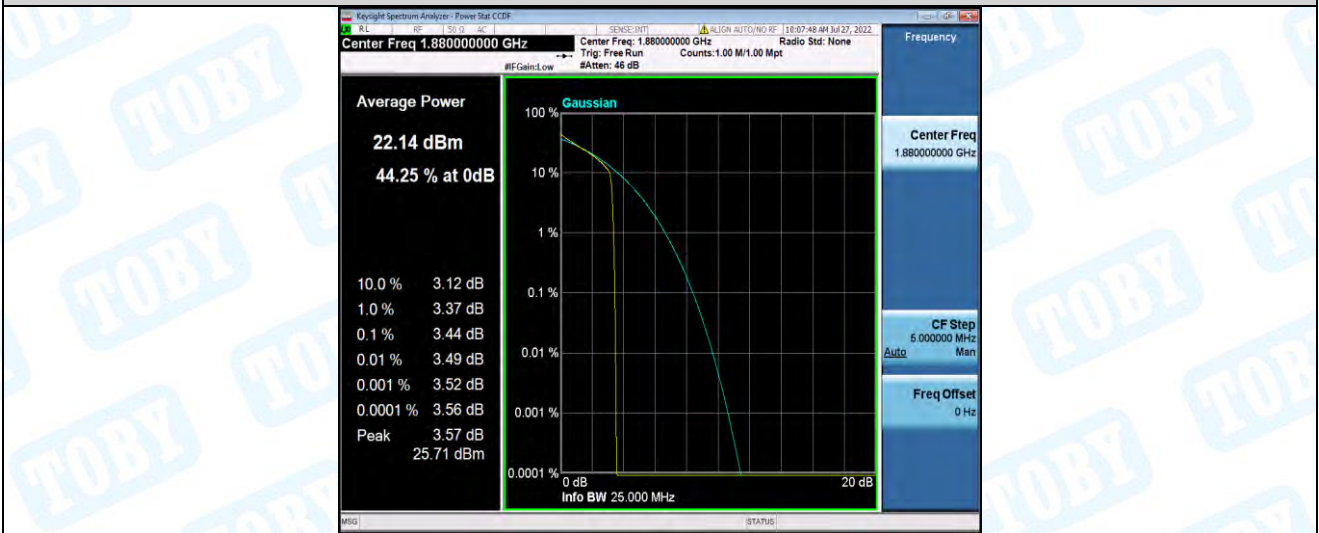 Keysight Spectrum Analyzer - Power Stat CCDF
RL RF 50 Ω AC SENSE:INT ALIGN AUTO/NO RF 10:07:48 AM Jul 27, 2022
Center Freq 1.880000000 GHz
Center Freq: 1.880000000 GHz Radio Std: None
Trig: Free Run Counts:1.00 M/1.00 Mpt
#IFGain:Low #Atten: 46 dB
Frequency
Average Power
22.14 dBm
44.25 % at 0dB
10.0 % 3.12 dB
1.0 % 3.37 dB
0.1 % 3.44 dB
0.01 % 3.49 dB
0.001 % 3.52 dB
0.0001 % 3.56 dB
Peak 3.57 dB
25.71 dBm
Gaussian
100 %
10 %
1 %
0.1 %
0.01 %
0.001 %
0.0001 %
0 dB 20 dB
Info BW 25.000 MHz
Center Freq
1.880000000 GHz
CF Step
5.000000 MHz
Auto Man
Freq Offset
0 Hz
MSG STATUS
TOBY
TOBY
TOBY
TOBY
TOBY
TOBY
TOBY
TOBY